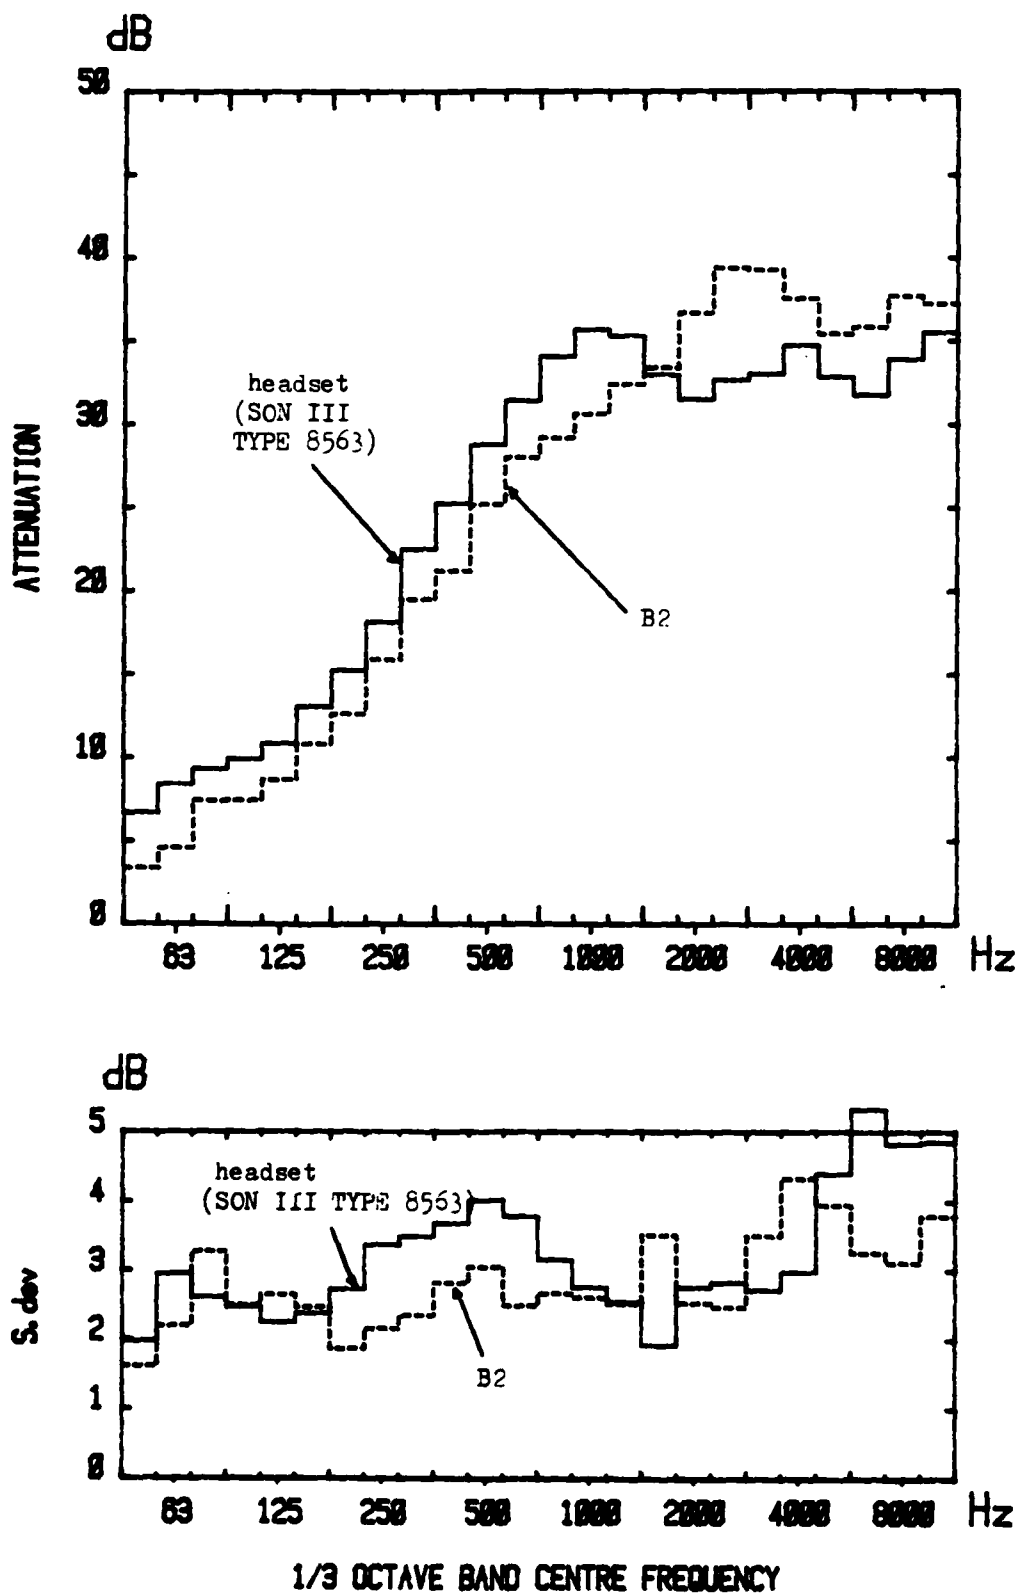 dB
50
40
30
20
10
0
ATTENUATION
headset
(SON III
TYPE 8563)
B2
63 125 250 500 1000 2000 4000 8000 Hz
dB
5
4
3
2
1
0
S. dev
headset
(SON III TYPE 8563)
B2
63 125 250 500 1000 2000 4000 8000 Hz
1/3 OCTAVE BAND CENTRE FREQUENCY